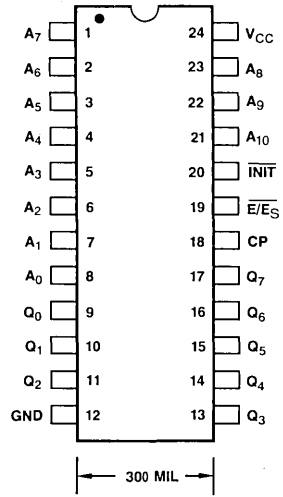 A7 1 24 VCC
A6 2 23 A8
A5 3 22 A9
A4 4 21 A10
A3 5 20 INIT
A2 6 19 E/ES
A1 7 18 CP
A0 8 17 Q7
Q0 9 16 Q6
Q1 10 15 Q5
Q2 11 14 Q4
GND 12 13 Q3
300 MIL